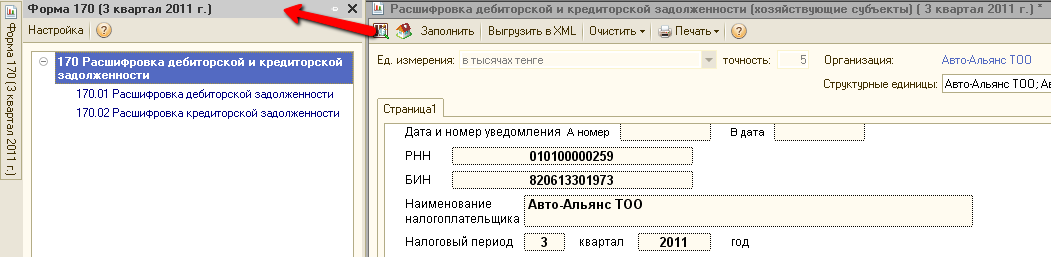 Форма 170 (3 квартал 2011 г.)
Форма 170 (3 квартал 2011 г.)
Настройка
170 Расшифровка дебиторской и кредиторской
задолженности
170.01 Расшифровка дебиторской задолженности
170.02 Расшифровка кредиторской задолженности
Расшифровка дебиторской и кредиторской задолженности (хозяйствующие субъекты) ( 3 квартал 2011 г.) *
Заполнить Выгрузить в XML Очистить Печать
Ед. измерения: в тысячах тенге точность: 5 Организация: Авто-Альянс ТОО
Структурные единицы: Авто-Альянс ТОО; Ав
Страница1
Дата и номер уведомления А номер В дата
РНН 010100000259
БИН 820613301973
Наименование Авто-Альянс ТОО
налогоплательщика
Налоговый период 3 квартал 2011 год